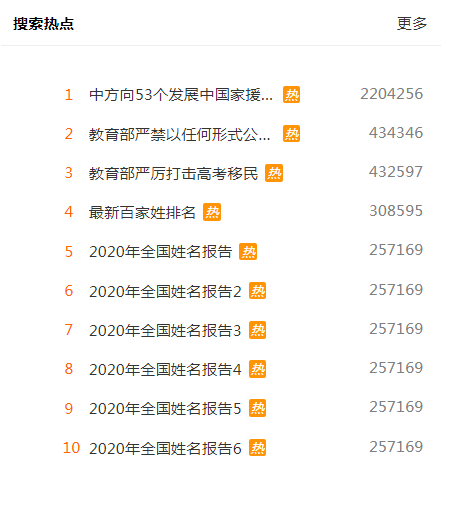 搜索热点 更多
1 中方向53个发展中国家援... 热 2204256
2 教育部严禁以任何形式公... 热 434346
3 教育部严厉打击高考移民 热 432597
4 最新百家姓排名 热 308595
5 2020年全国姓名报告 热 257169
6 2020年全国姓名报告2 热 257169
7 2020年全国姓名报告3 热 257169
8 2020年全国姓名报告4 热 257169
9 2020年全国姓名报告5 热 257169
10 2020年全国姓名报告6 热 257169